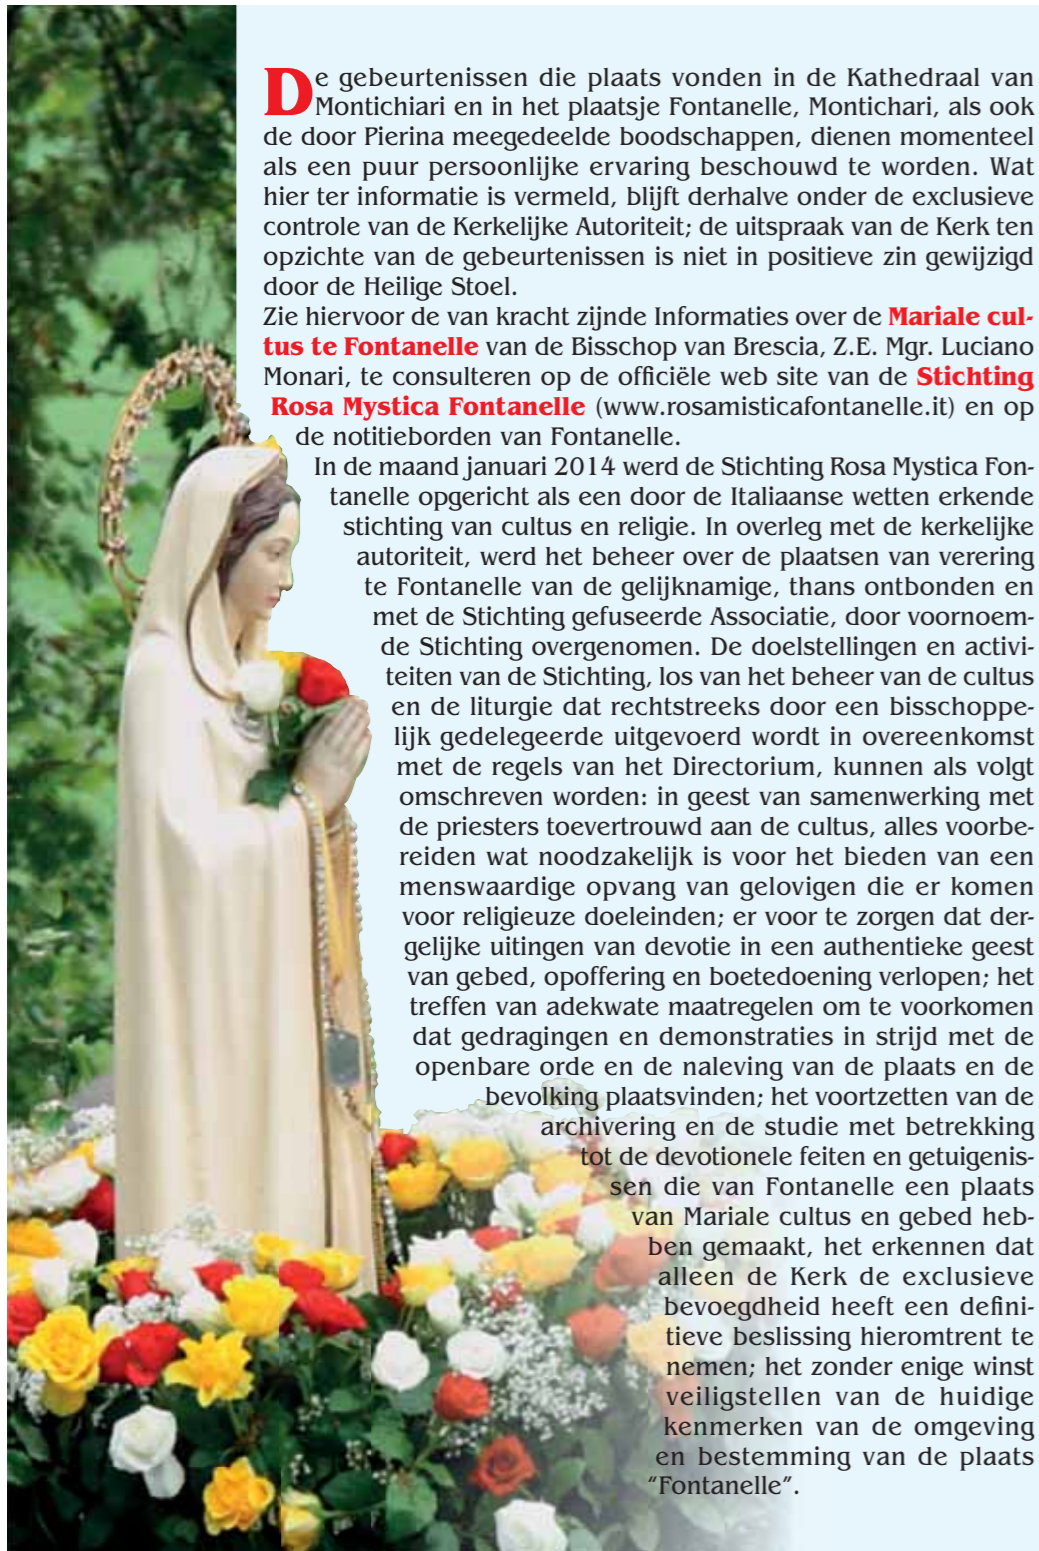 De gebeurtenissen die plaats vonden in de Kathedraal van
Montichiari en in het plaatsje Fontanelle, Montichari, als ook
de door Pierina meegedeelde boodschappen, dienen momenteel
als een puur persoonlijke ervaring beschouwd te worden. Wat
hier ter informatie is vermeld, blijft derhalve onder de exclusieve
controle van de Kerkelijke Autoriteit; de uitspraak van de Kerk ten
opzichte van de gebeurtenissen is niet in positieve zin gewijzigd
door de Heilige Stoel.
Zie hiervoor de van kracht zijnde Informaties over de Mariale cul-
tus te Fontanelle van de Bisschop van Brescia, Z.E. Mgr. Luciano
Monari, te consulteren op de officiële web site van de Stichting
Rosa Mystica Fontanelle (www.rosamisticafontanelle.it) en op
de notitieborden van Fontanelle.
In de maand januari 2014 werd de Stichting Rosa Mystica Fon-
tanelle opgericht als een door de Italiaanse wetten erkende
stichting van cultus en religie. In overleg met de kerkelijke
autoriteit, werd het beheer over de plaatsen van verering
te Fontanelle van de gelijknamige, thans ontbonden en
met de Stichting gefuseerde Associatie, door voornoem-
de Stichting overgenomen. De doelstellingen en activi-
teiten van de Stichting, los van het beheer van de cultus
en de liturgie dat rechtstreeks door een bisschoppe-
lijk gedelegeerde uitgevoerd wordt in overeenkomst
met de regels van het Directorium, kunnen als volgt
omschreven worden: in geest van samenwerking met
de priesters toevertrouwd aan de cultus, alles voorbe-
reiden wat noodzakelijk is voor het bieden van een
menswaardige opvang van gelovigen die er komen
voor religieuze doeleinden; er voor te zorgen dat der-
gelijke uitingen van devotie in een authentieke geest
van gebed, opoffering en boetedoening verlopen; het
treffen van adekwate maatregelen om te voorkomen
dat gedragingen en demonstraties in strijd met de
openbare orde en de naleving van de plaats en de
bevolking plaatsvinden; het voortzetten van de
archivering en de studie met betrekking
tot de devotionele feiten en getuigenis-
sen die van Fontanelle een plaats
van Mariale cultus en gebed heb-
ben gemaakt, het erkennen dat
alleen de Kerk de exclusieve
bevoegdheid heeft een defini-
tieve beslissing hieromtrent te
nemen; het zonder enige winst
veiligstellen van de huidige
kenmerken van de omgeving
en bestemming van de plaats
“Fontanelle”.